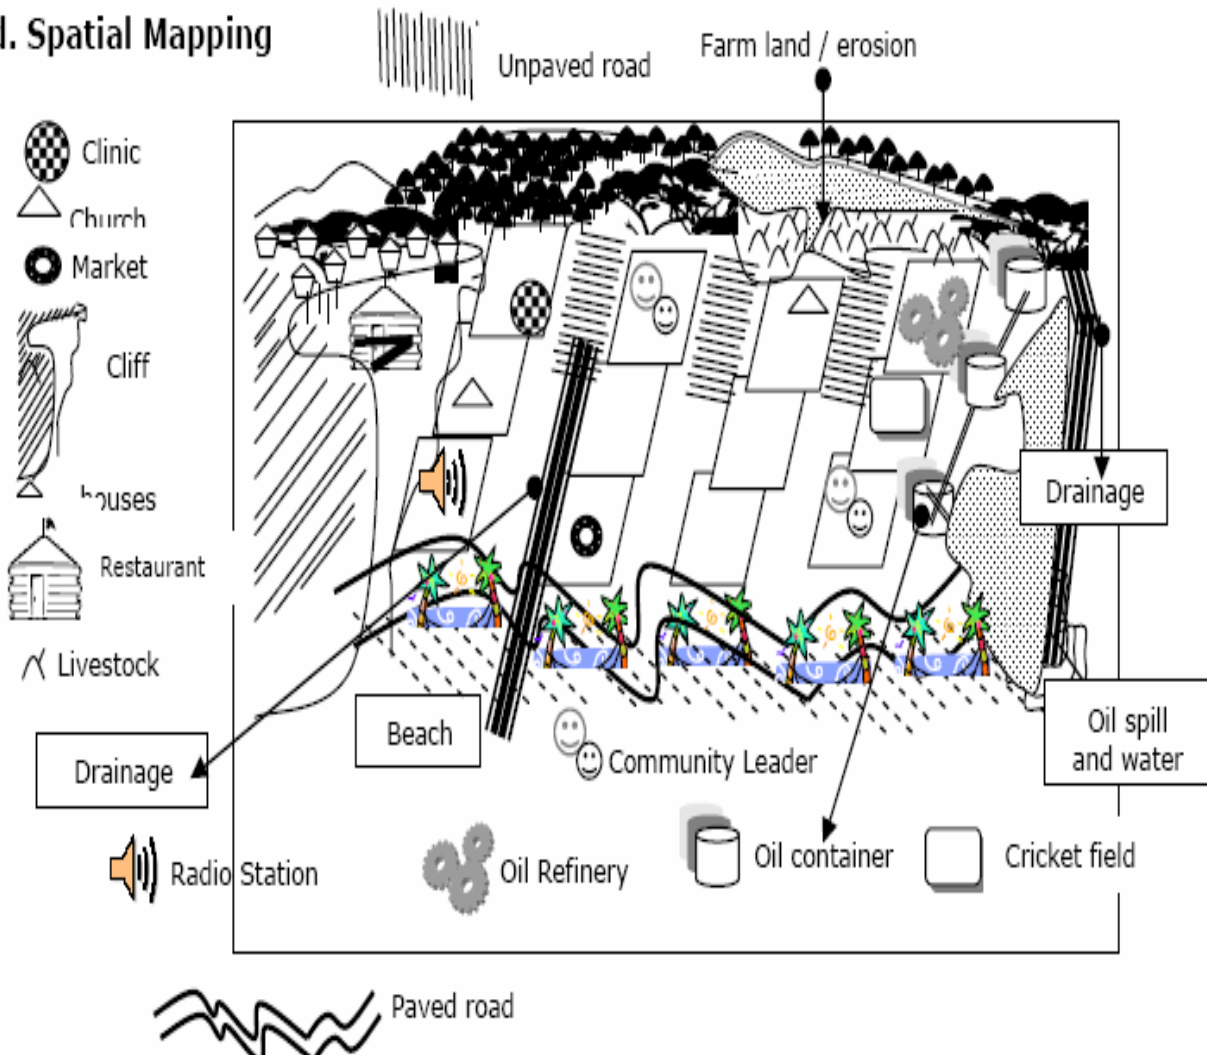 d. Spatial Mapping
Unpaved road
Farm land / erosion
Clinic
Church
Market
Cliff
houses
Restaurant
Livestock
Drainage
Beach
Drainage
Oil spill
and water
Community Leader
Radio Station
Oil Refinery
Oil container
Cricket field
Paved road